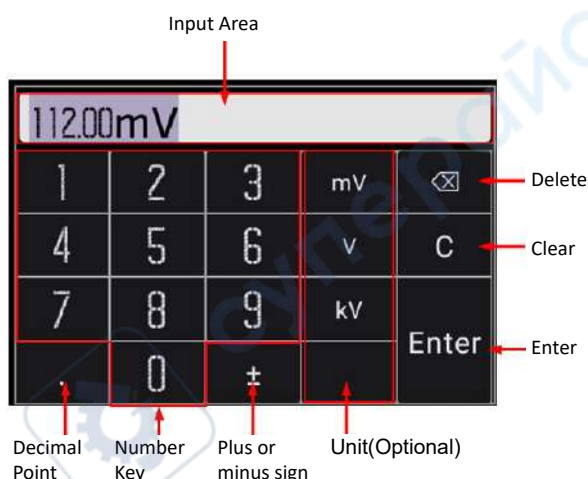 Input Area
112.00mV
1 2 3 mV
Delete
4 5 6 V C
Clear
7 8 9 kV
Enter
Enter
. 0 ±
Decimal Point
Number Key
Plus or minus sign
Unit(Optional)